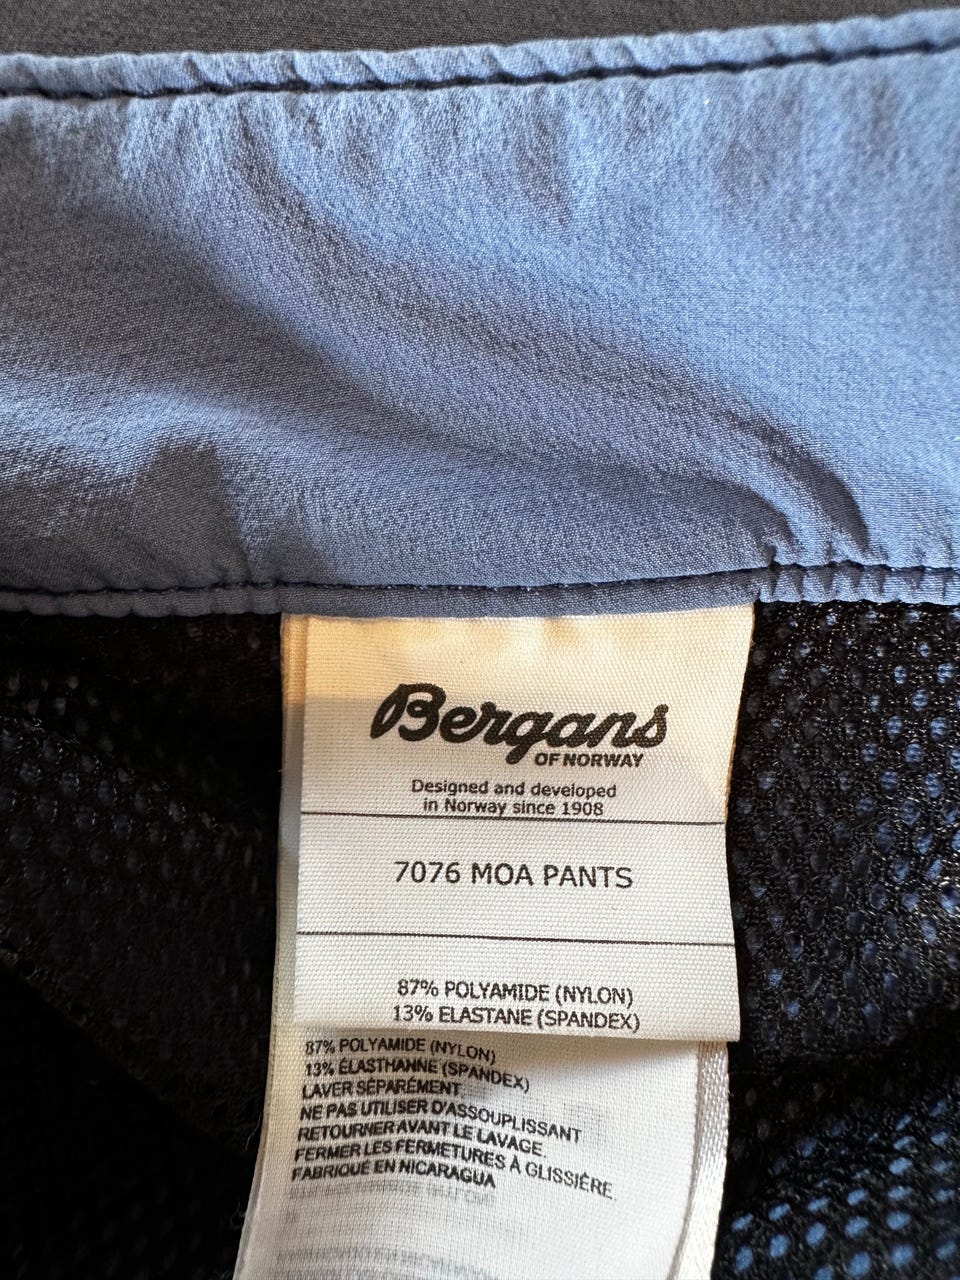 Bergans
OF NORWAY
Designed and developed
in Norway since 1908
7076 MOA PANTS
87% POLYAMIDE (NYLON)
13% ELASTANE (SPANDEX)
87% POLYAMIDE (NYLON)
13% ÉLASTHANNE (SPANDEX)
LAVER SÉPARÉMENT
NE PAS UTILISER D'ASSOUPLISSANT
RETOURNER AVANT LE LAVAGE
FERMER LES FERMETURES À GLISSIÈRE
FABRIQUÉ EN NICARAGUA